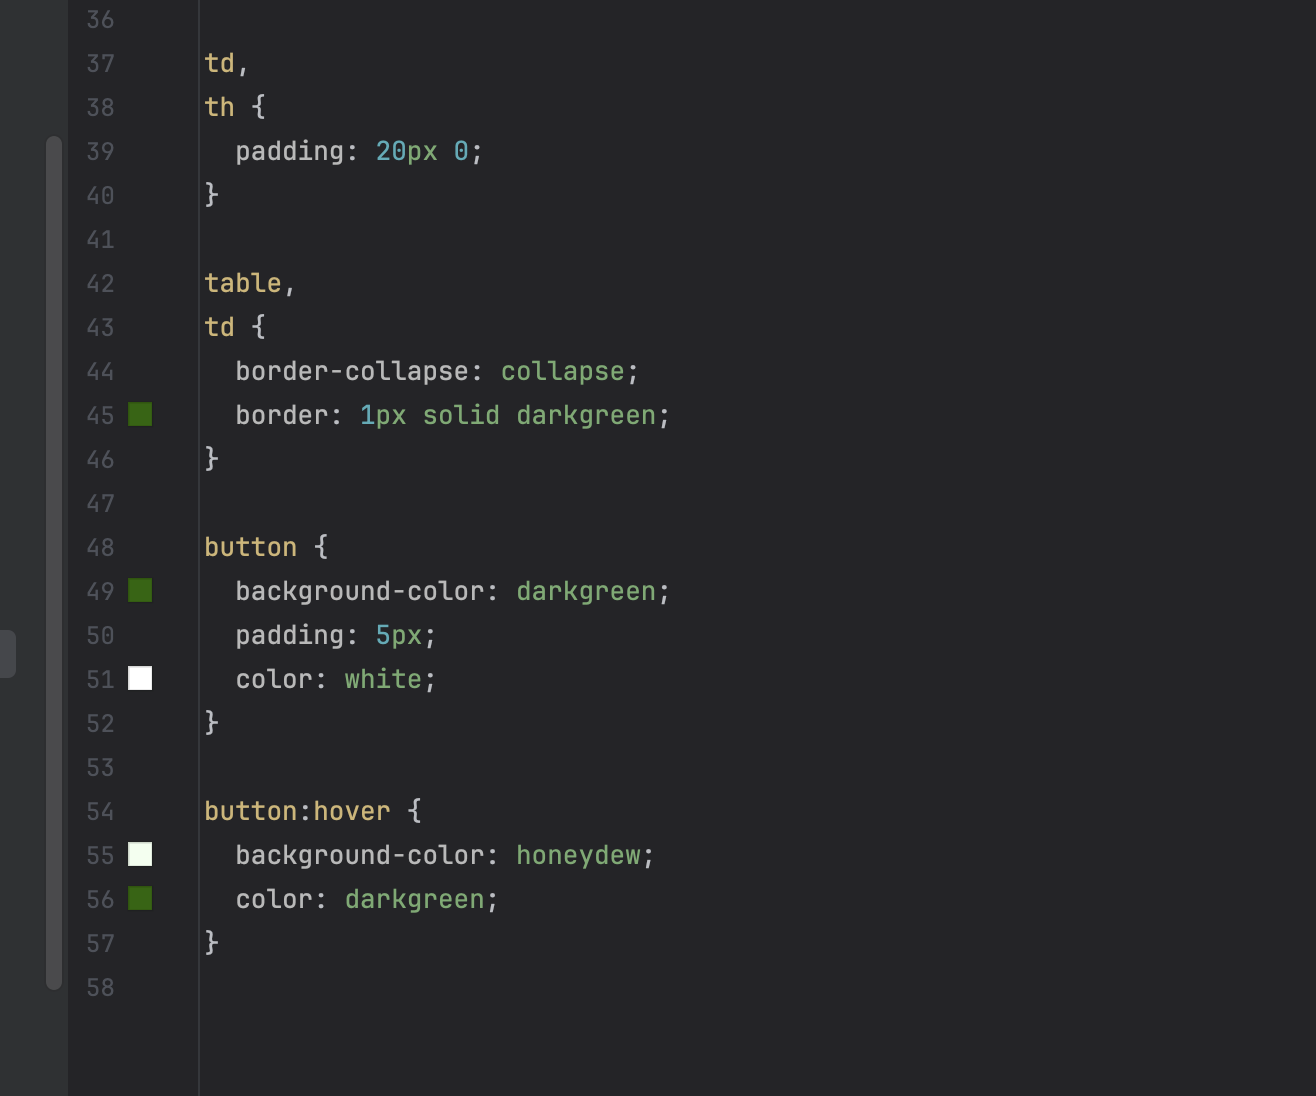 36
37 td,
38 th {
39   padding: 20px 0;
40 }
41
42 table,
43 td {
44   border-collapse: collapse;
45   border: 1px solid darkgreen;
46 }
47
48 button {
49   background-color: darkgreen;
50   padding: 5px;
51   color: white;
52 }
53
54 button:hover {
55   background-color: honeydew;
56   color: darkgreen;
57 }
58